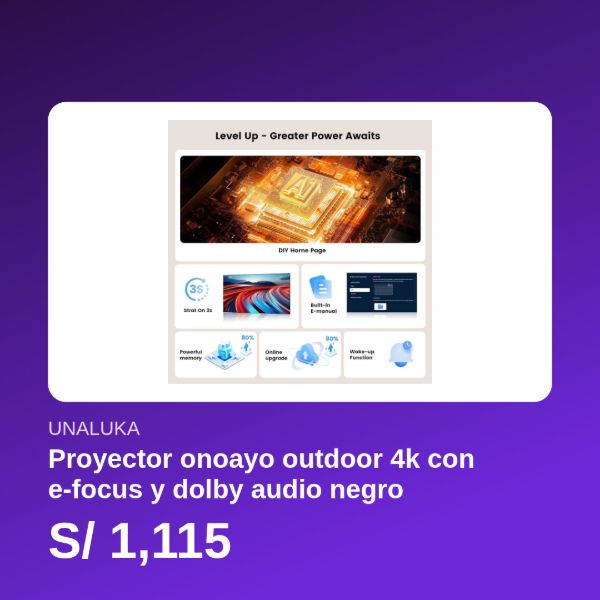 Level Up - Greater Power Awaits
AI
DIY Home Page
3S
Strat On 3s
Built-in
E-manual
80%
Powerful
memory
80%
Online
upgrade
Wake-up
Function
UNALUKA
Proyector onoayo outdoor 4k con
e-focus y dolby audio negro
S/ 1,115